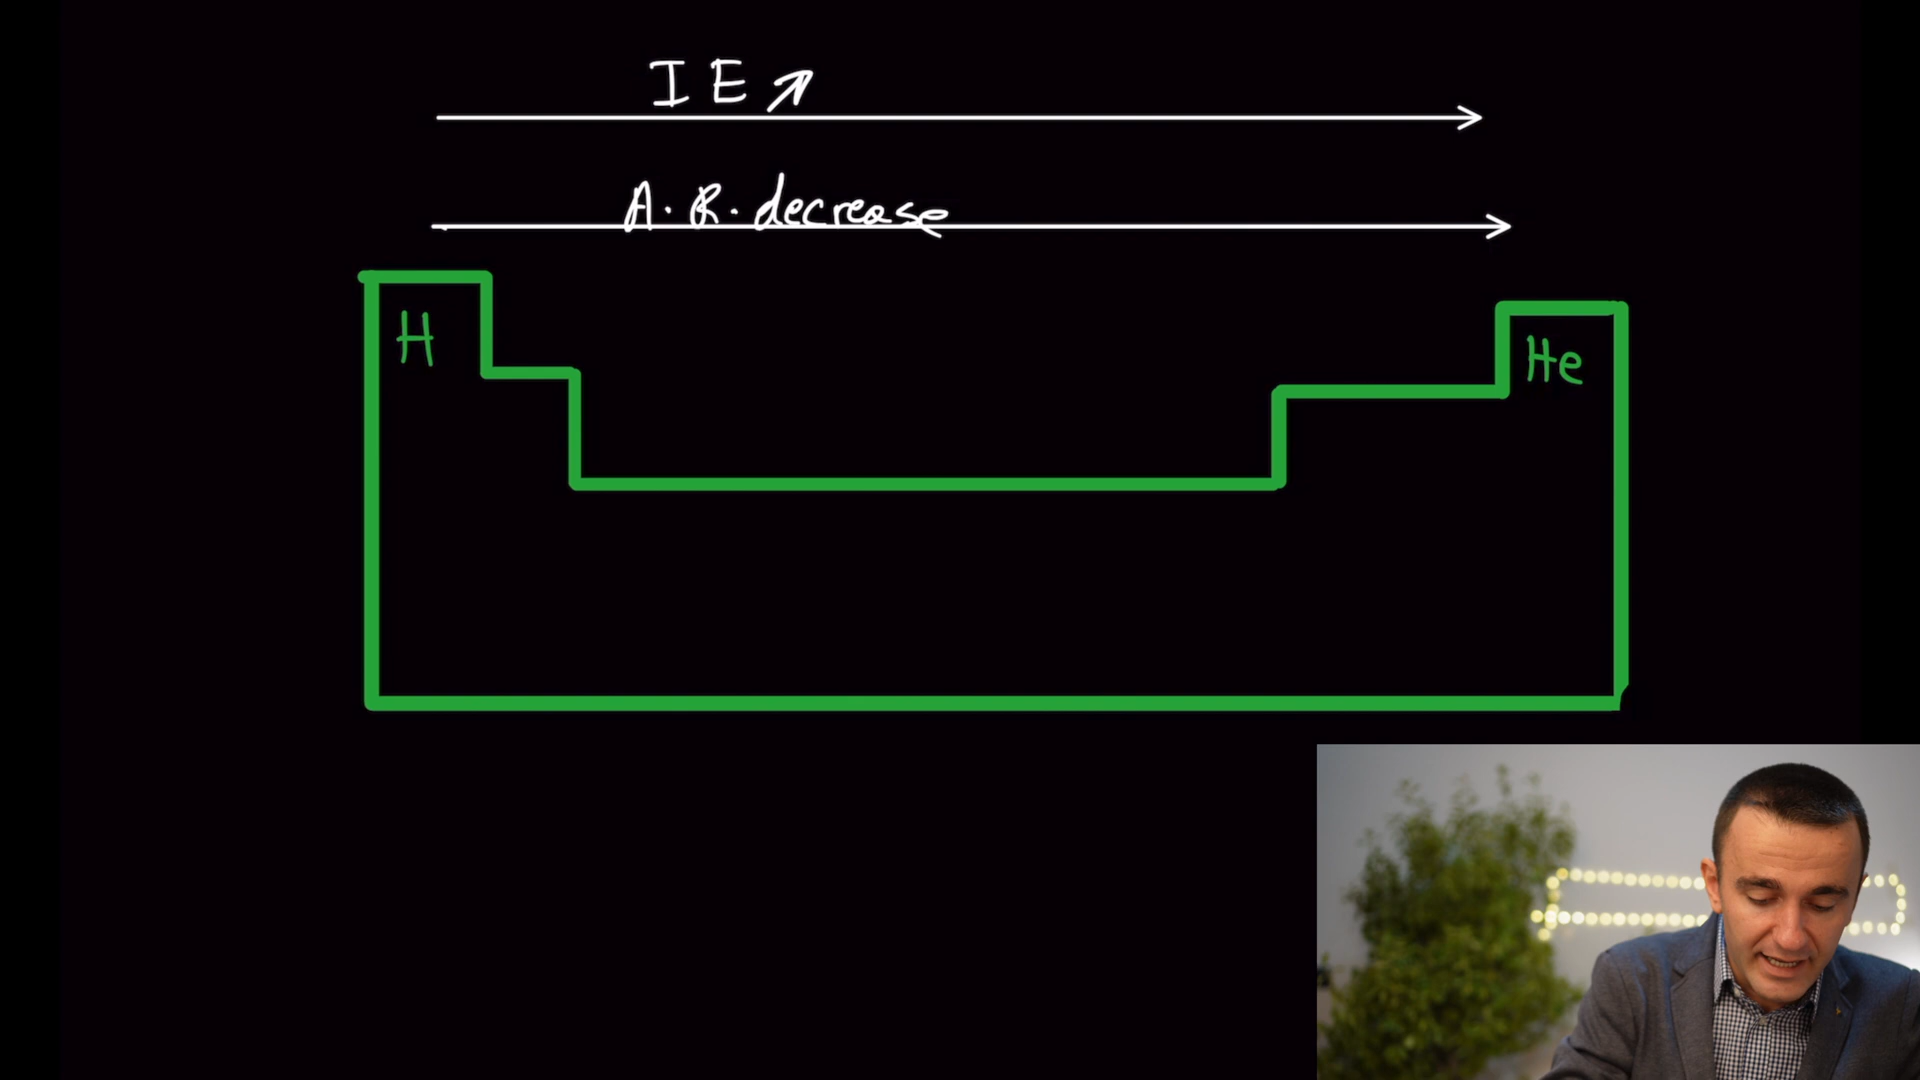 IE ↗
A. R. decrease
H
He